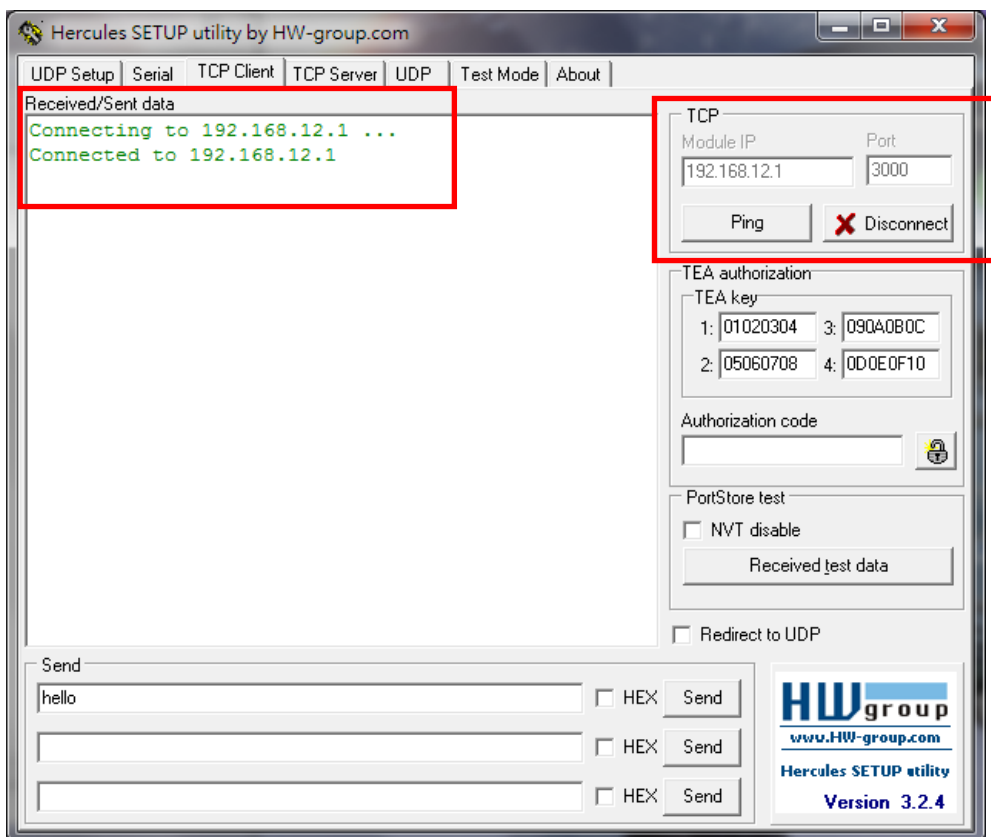 Hercules SETUP utility by HW-group.com
UDP Setup Serial TCP Client TCP Server UDP Test Mode About
Received/Sent data
Connecting to 192.168.12.1 ...
Connected to 192.168.12.1
TCP
Module IP Port
192.168.12.1 3000
Ping Disconnect
TEA authorization
TEA key
1: 01020304 3: 090A0B0C
2: 05060708 4: 0D0E0F10
Authorization code
PortStore test
NVT disable
Received test data
Redirect to UDP
Send
hello HEX Send
HEX Send
HEX Send
HW group
www.HW-group.com
Hercules SETUP utility
Version 3.2.4